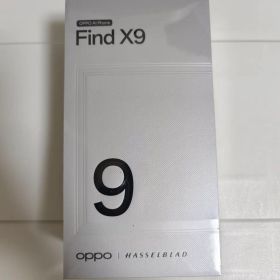 OPPO AI Phone
Find X9
9
oppo | HASSELBLAD